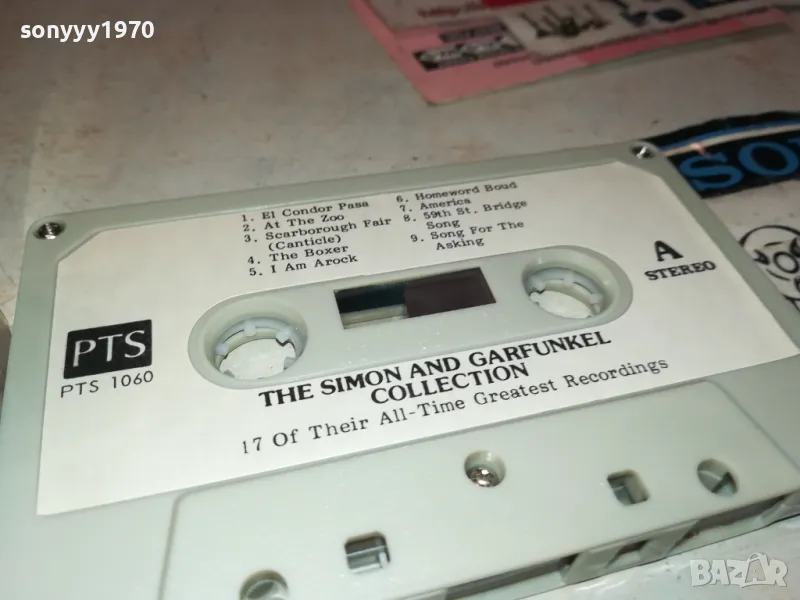 sonyyy1970
1. El Condor Pasa
2. At The Zoo
3. Scarborough Fair
(Canticle)
4. The Boxer
5. I Am Arock
6. Homeword Boud
7. America
8. 59th St. Bridge
Song
9. Song For The
Asking
A
STEREO
PTS
PTS 1060
THE SIMON AND GARFUNKEL
COLLECTION
17 Of Their All-Time Greatest Recordings
BAZAR